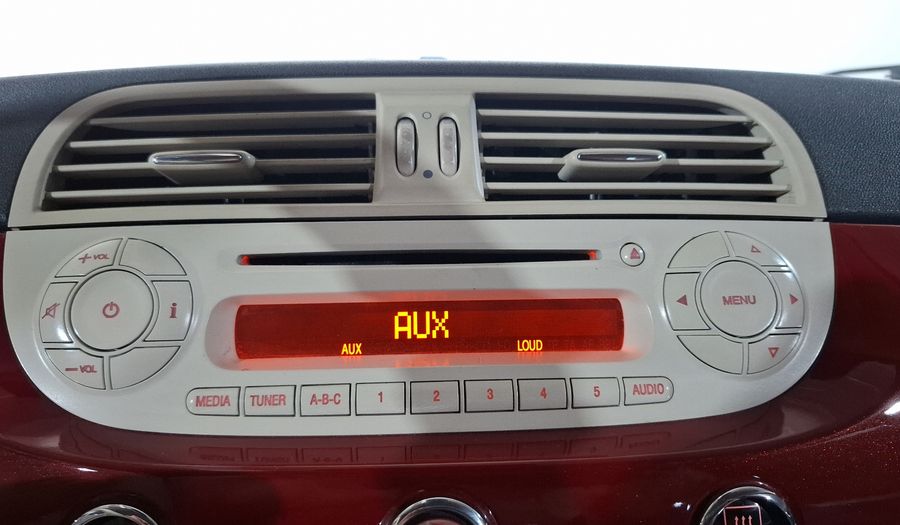 + VOL
i
- VOL
MENU
AUX
AUX LOUD
MEDIA TUNER A-B-C 1 2 3 4 5 AUDIO